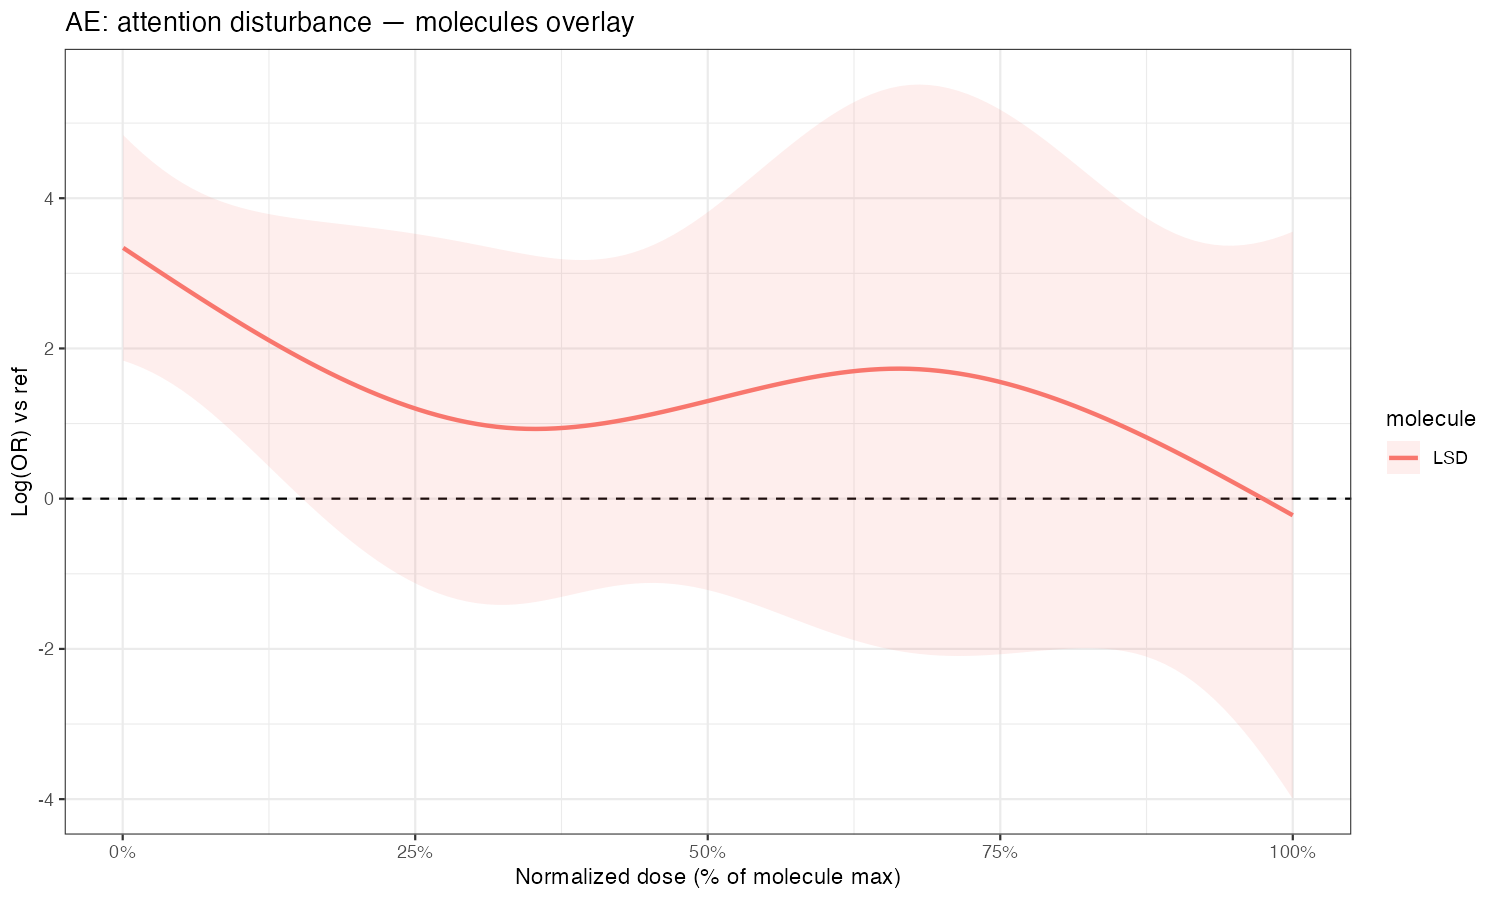 AE: attention disturbance — molecules overlay
4
2
0
-2
-4
Log(OR) vs ref
0% 25% 50% 75% 100%
Normalized dose (% of molecule max)
molecule
LSD